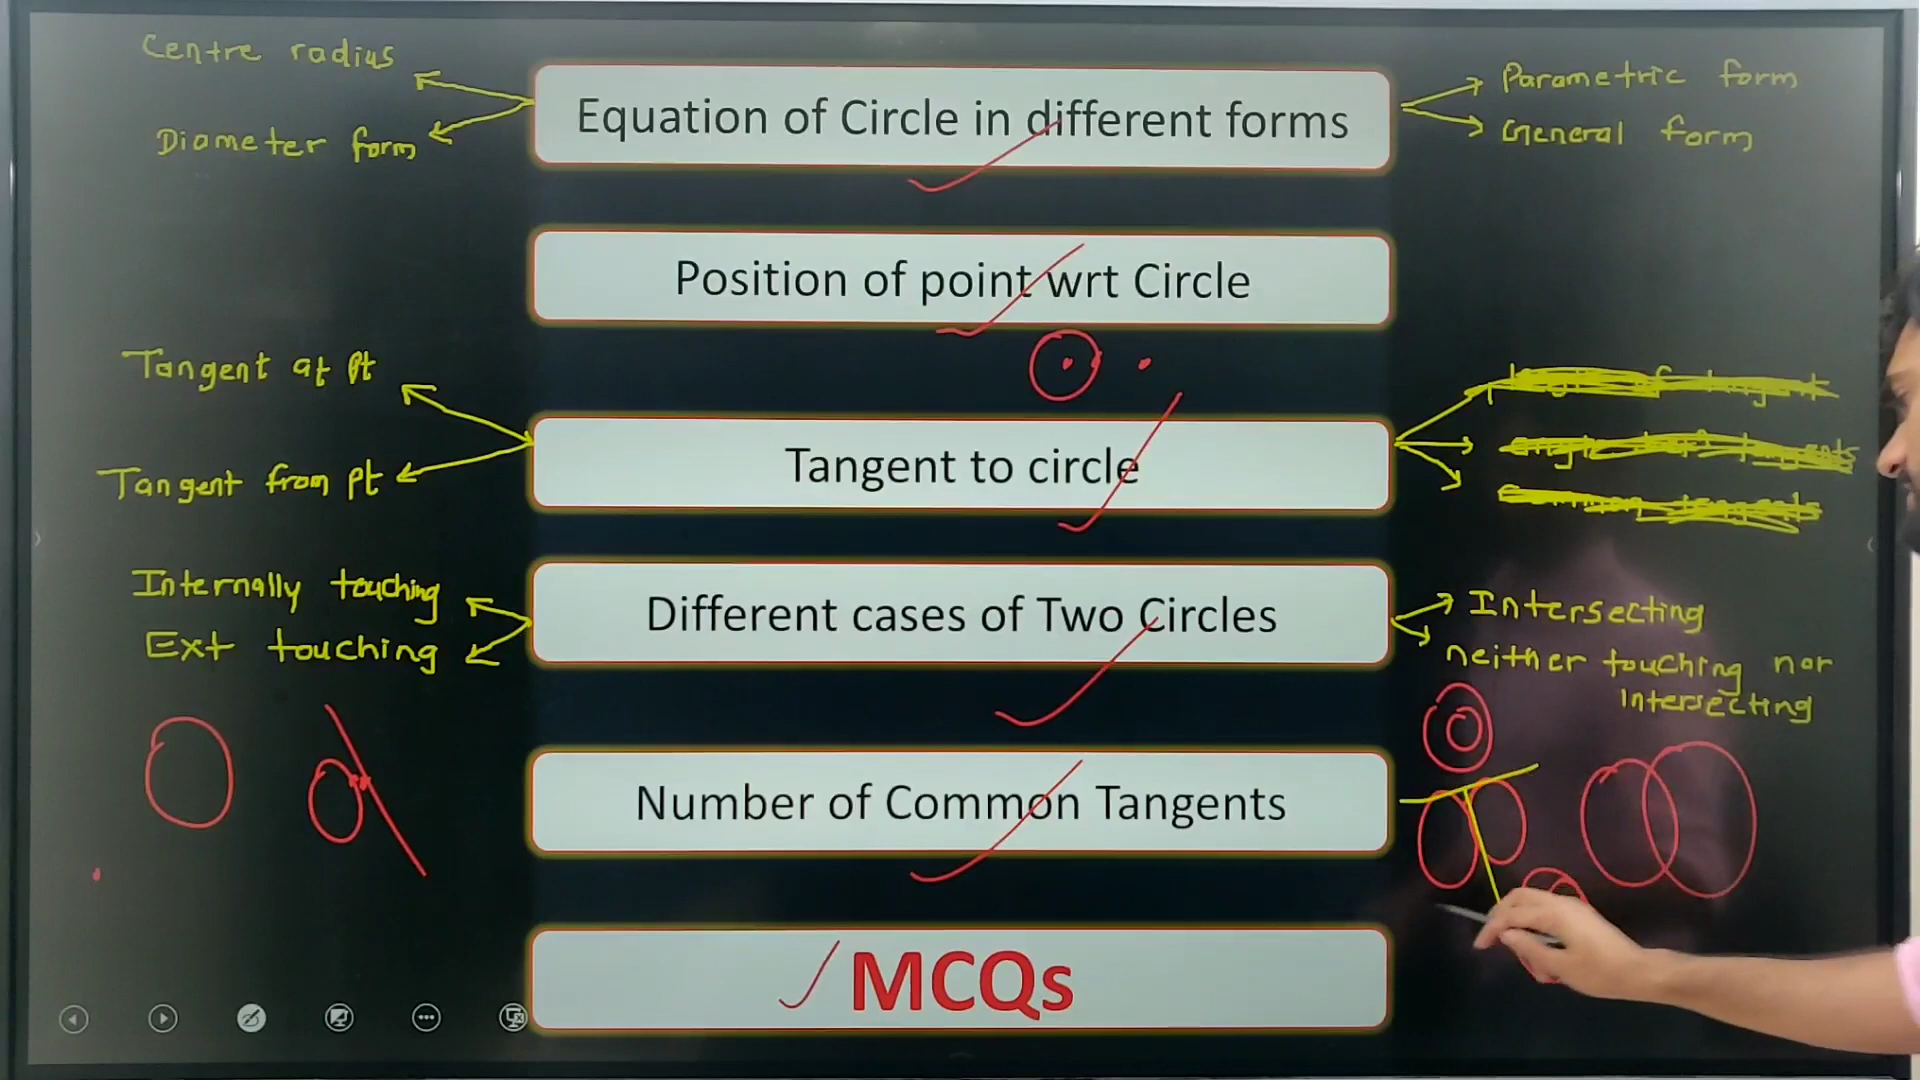 Centre radius
Diameter form
Equation of Circle in different forms
Parametric form
General form
Position of point wrt Circle
Tangent at pt
Tangent from pt
Tangent to circle
Internally touching
Ext touching
Different cases of Two Circles
Intersecting
neither touching nor
Intersecting
Number of Common Tangents
MCQs